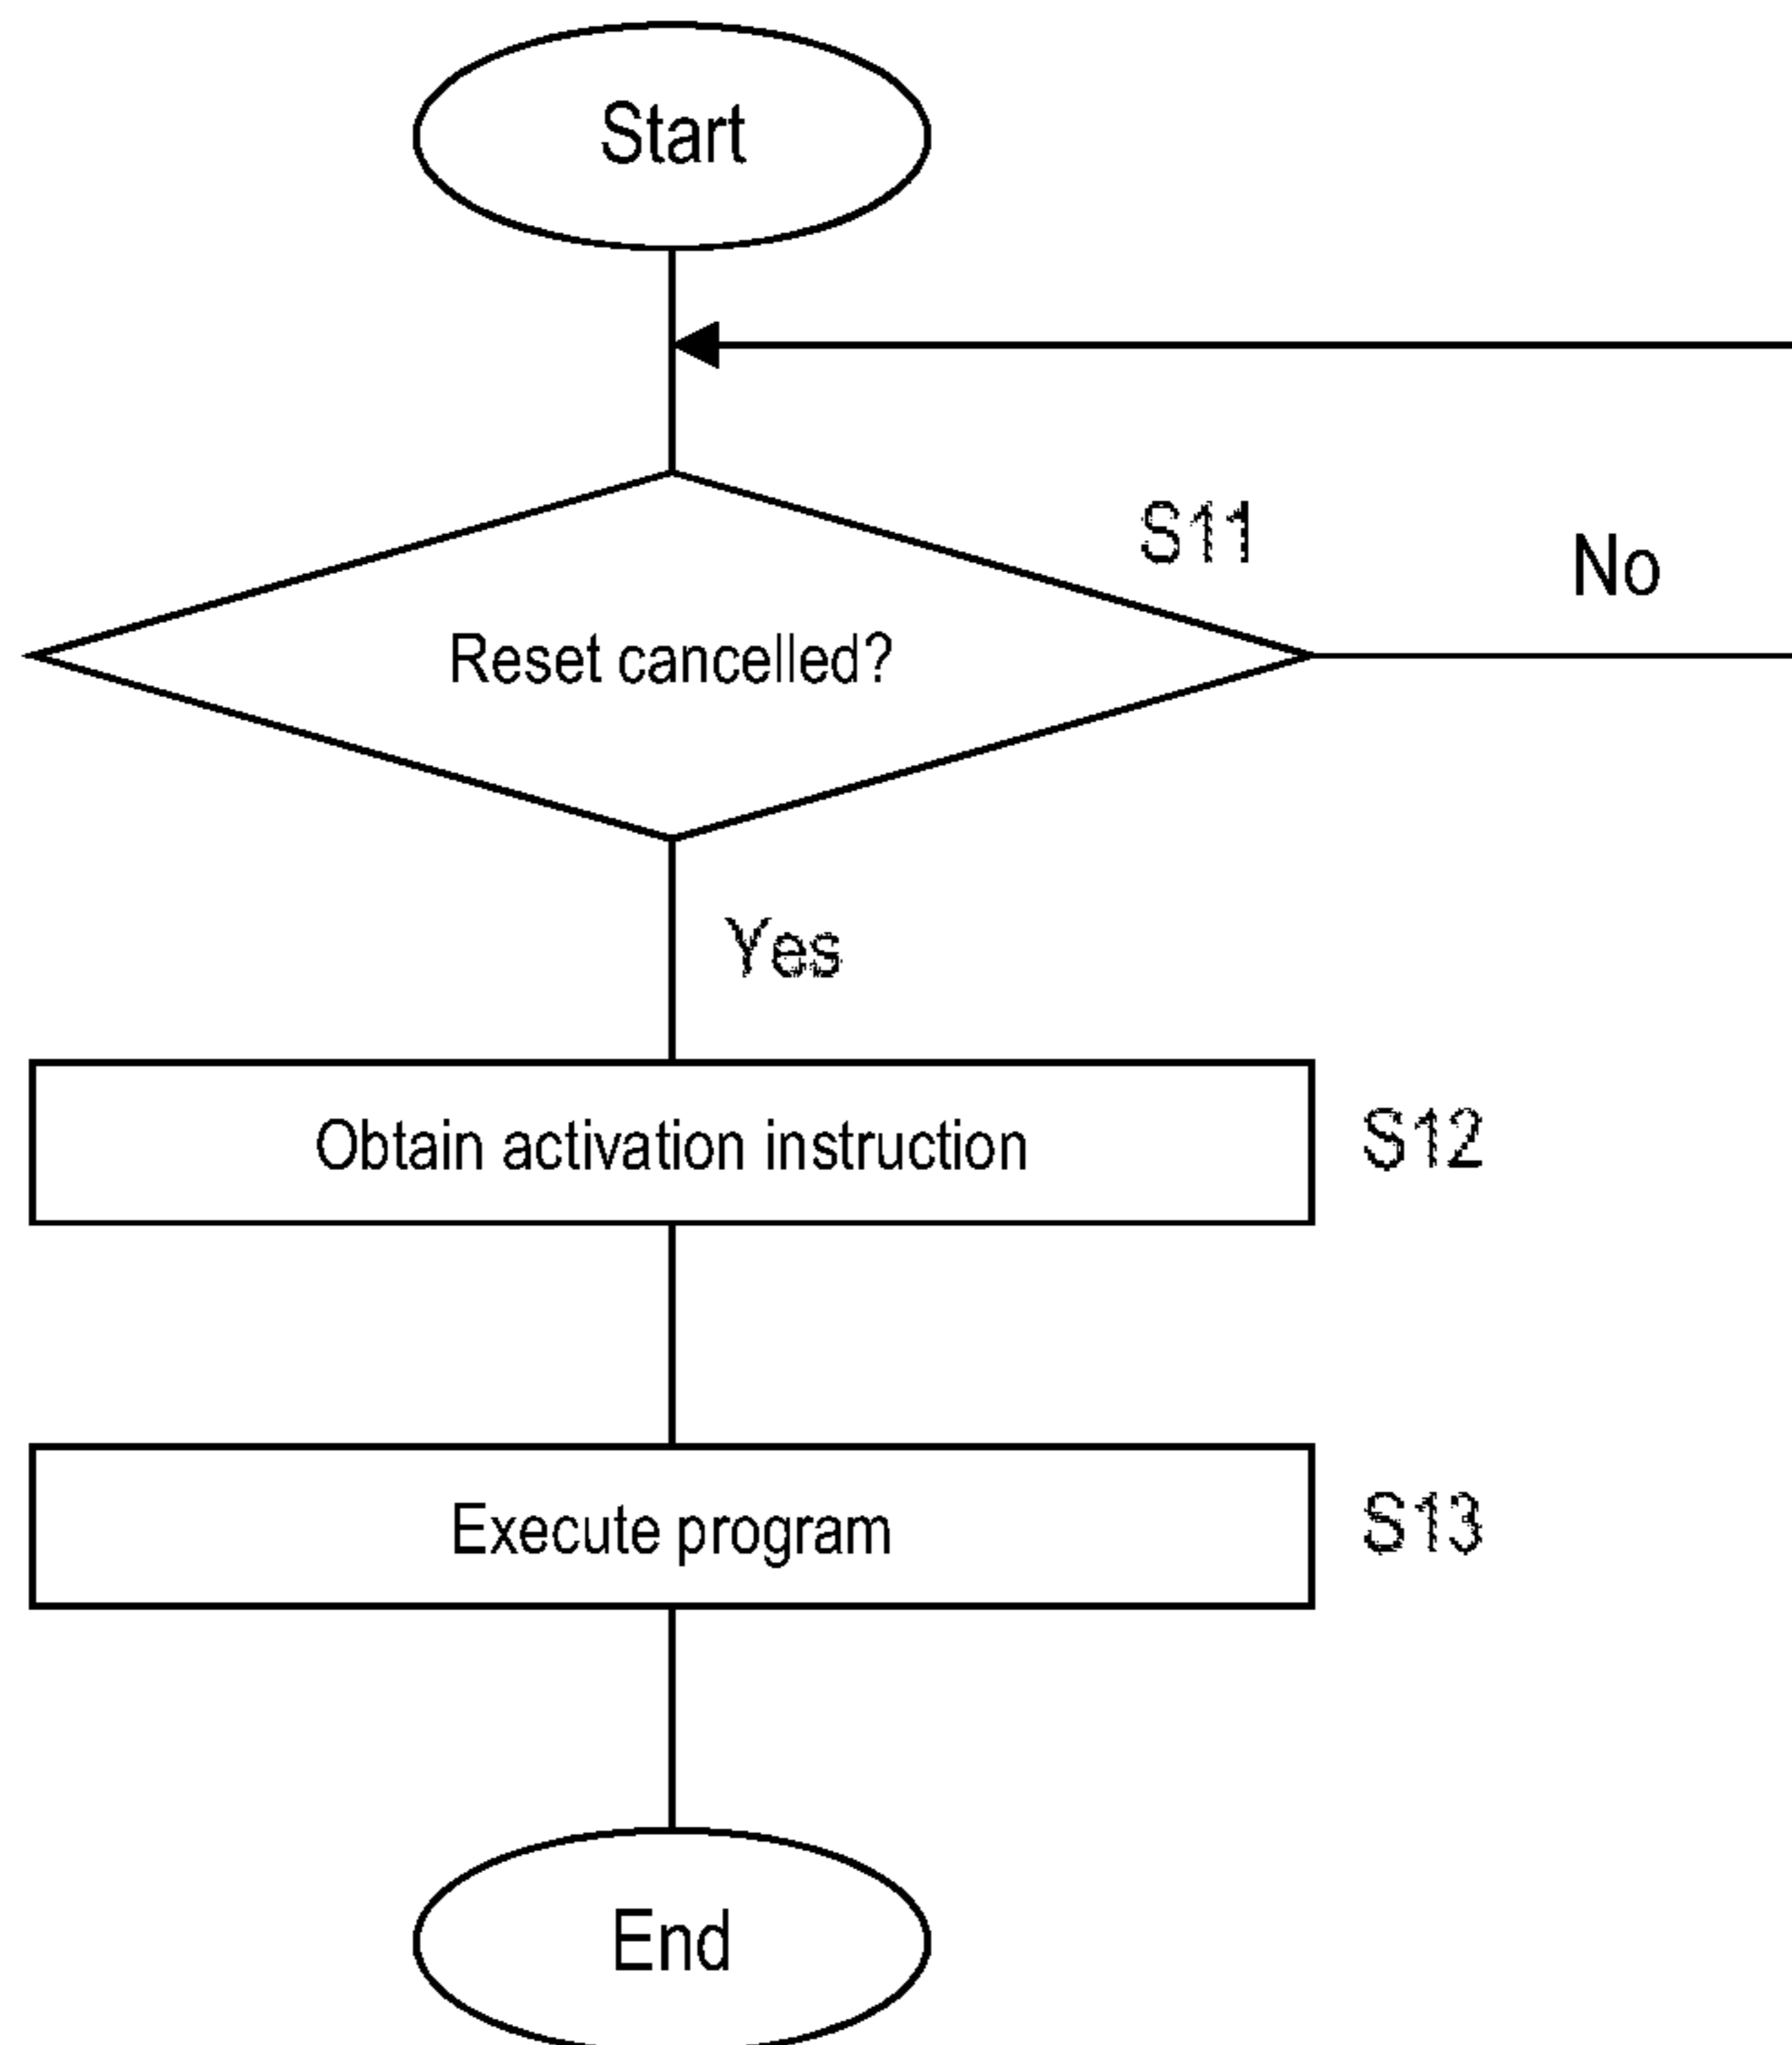 Start
S11
No
Reset cancelled?
Yes
Obtain activation instruction
S12
Execute program
S13
End